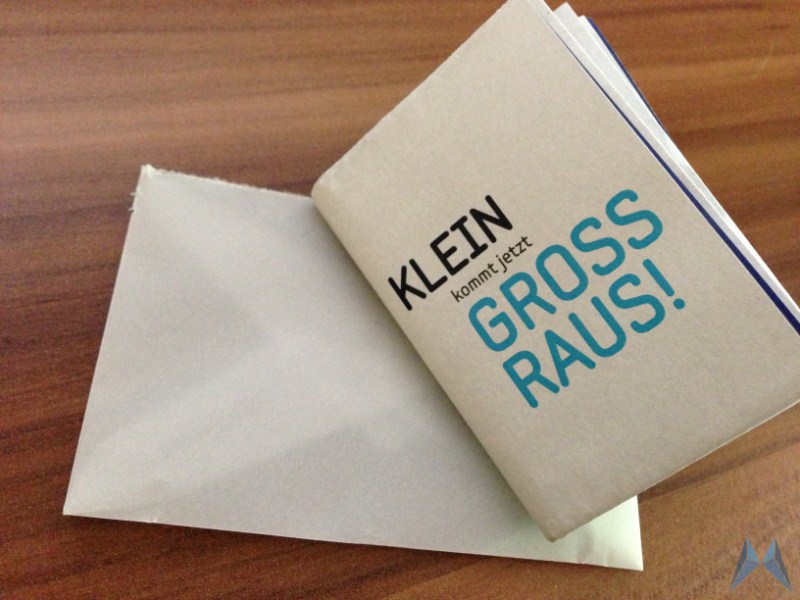 KLEIN
kommt jetzt
GROSS
RAUS!